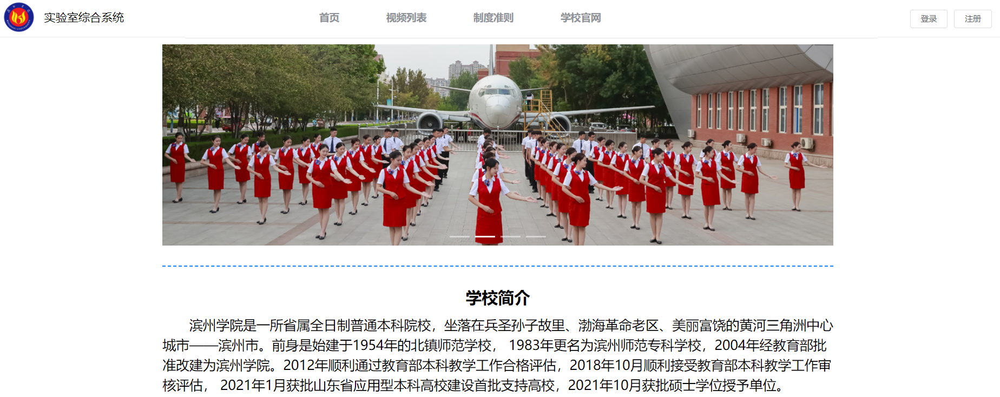 实验室综合系统
首页
视频列表
制度准则
学校官网
登录
注册
学校简介
滨州学院是一所省属全日制普通本科院校，坐落在兵圣孙子故里、渤海革命老区、美丽富饶的黄河三角洲中心
城市——滨州市。前身是始建于1954年的北镇师范学校， 1983年更名为滨州师范专科学校，2004年经教育部批
准改建为滨州学院。2012年顺利通过教育部本科教学工作合格评估，2018年10月顺利接受教育部本科教学工作审
核评估， 2021年1月获批山东省应用型本科高校建设首批支持高校，2021年10月获批硕士学位授予单位。